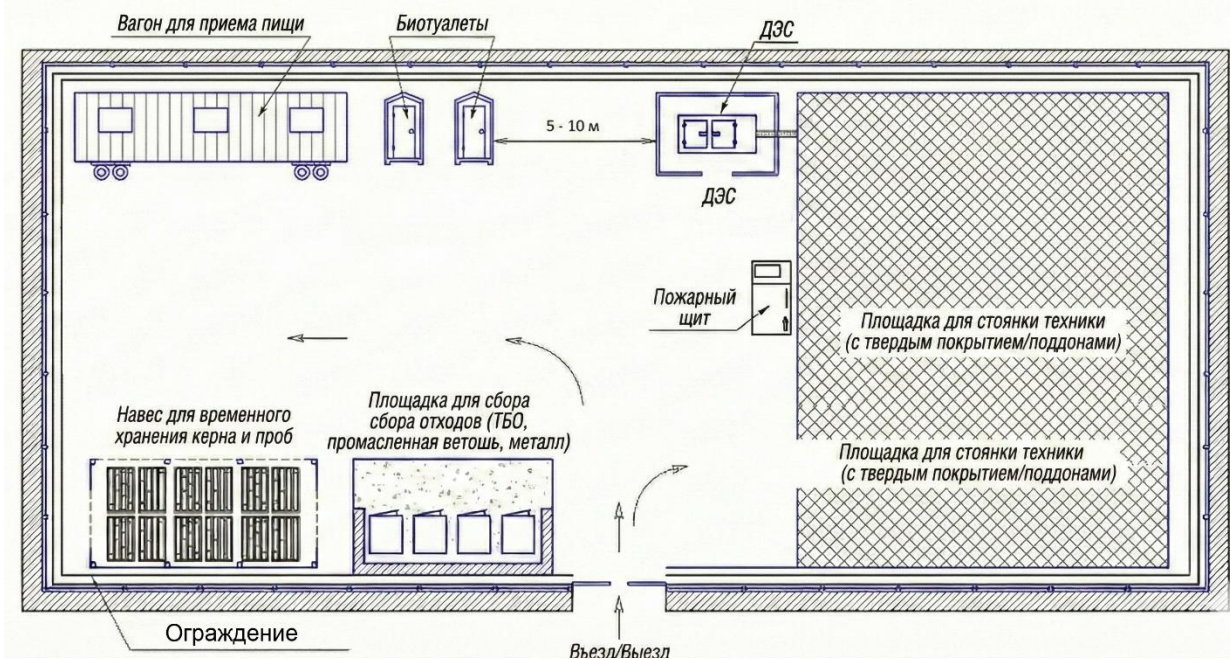 Вагон для приема пищи
Биотуалеты
ДЭС
5 - 10 м
ДЭС
Пожарный
щит
Площадка для стоянки техники
(с твердым покрытием/поддонами)
Навес для временного
хранения керна и проб
Площадка для сбора
сбора отходов (ТБО,
промасленная ветошь, металл)
Площадка для стоянки техники
(с твердым покрытием/поддонами)
Ограждение
Въезд/Выезд